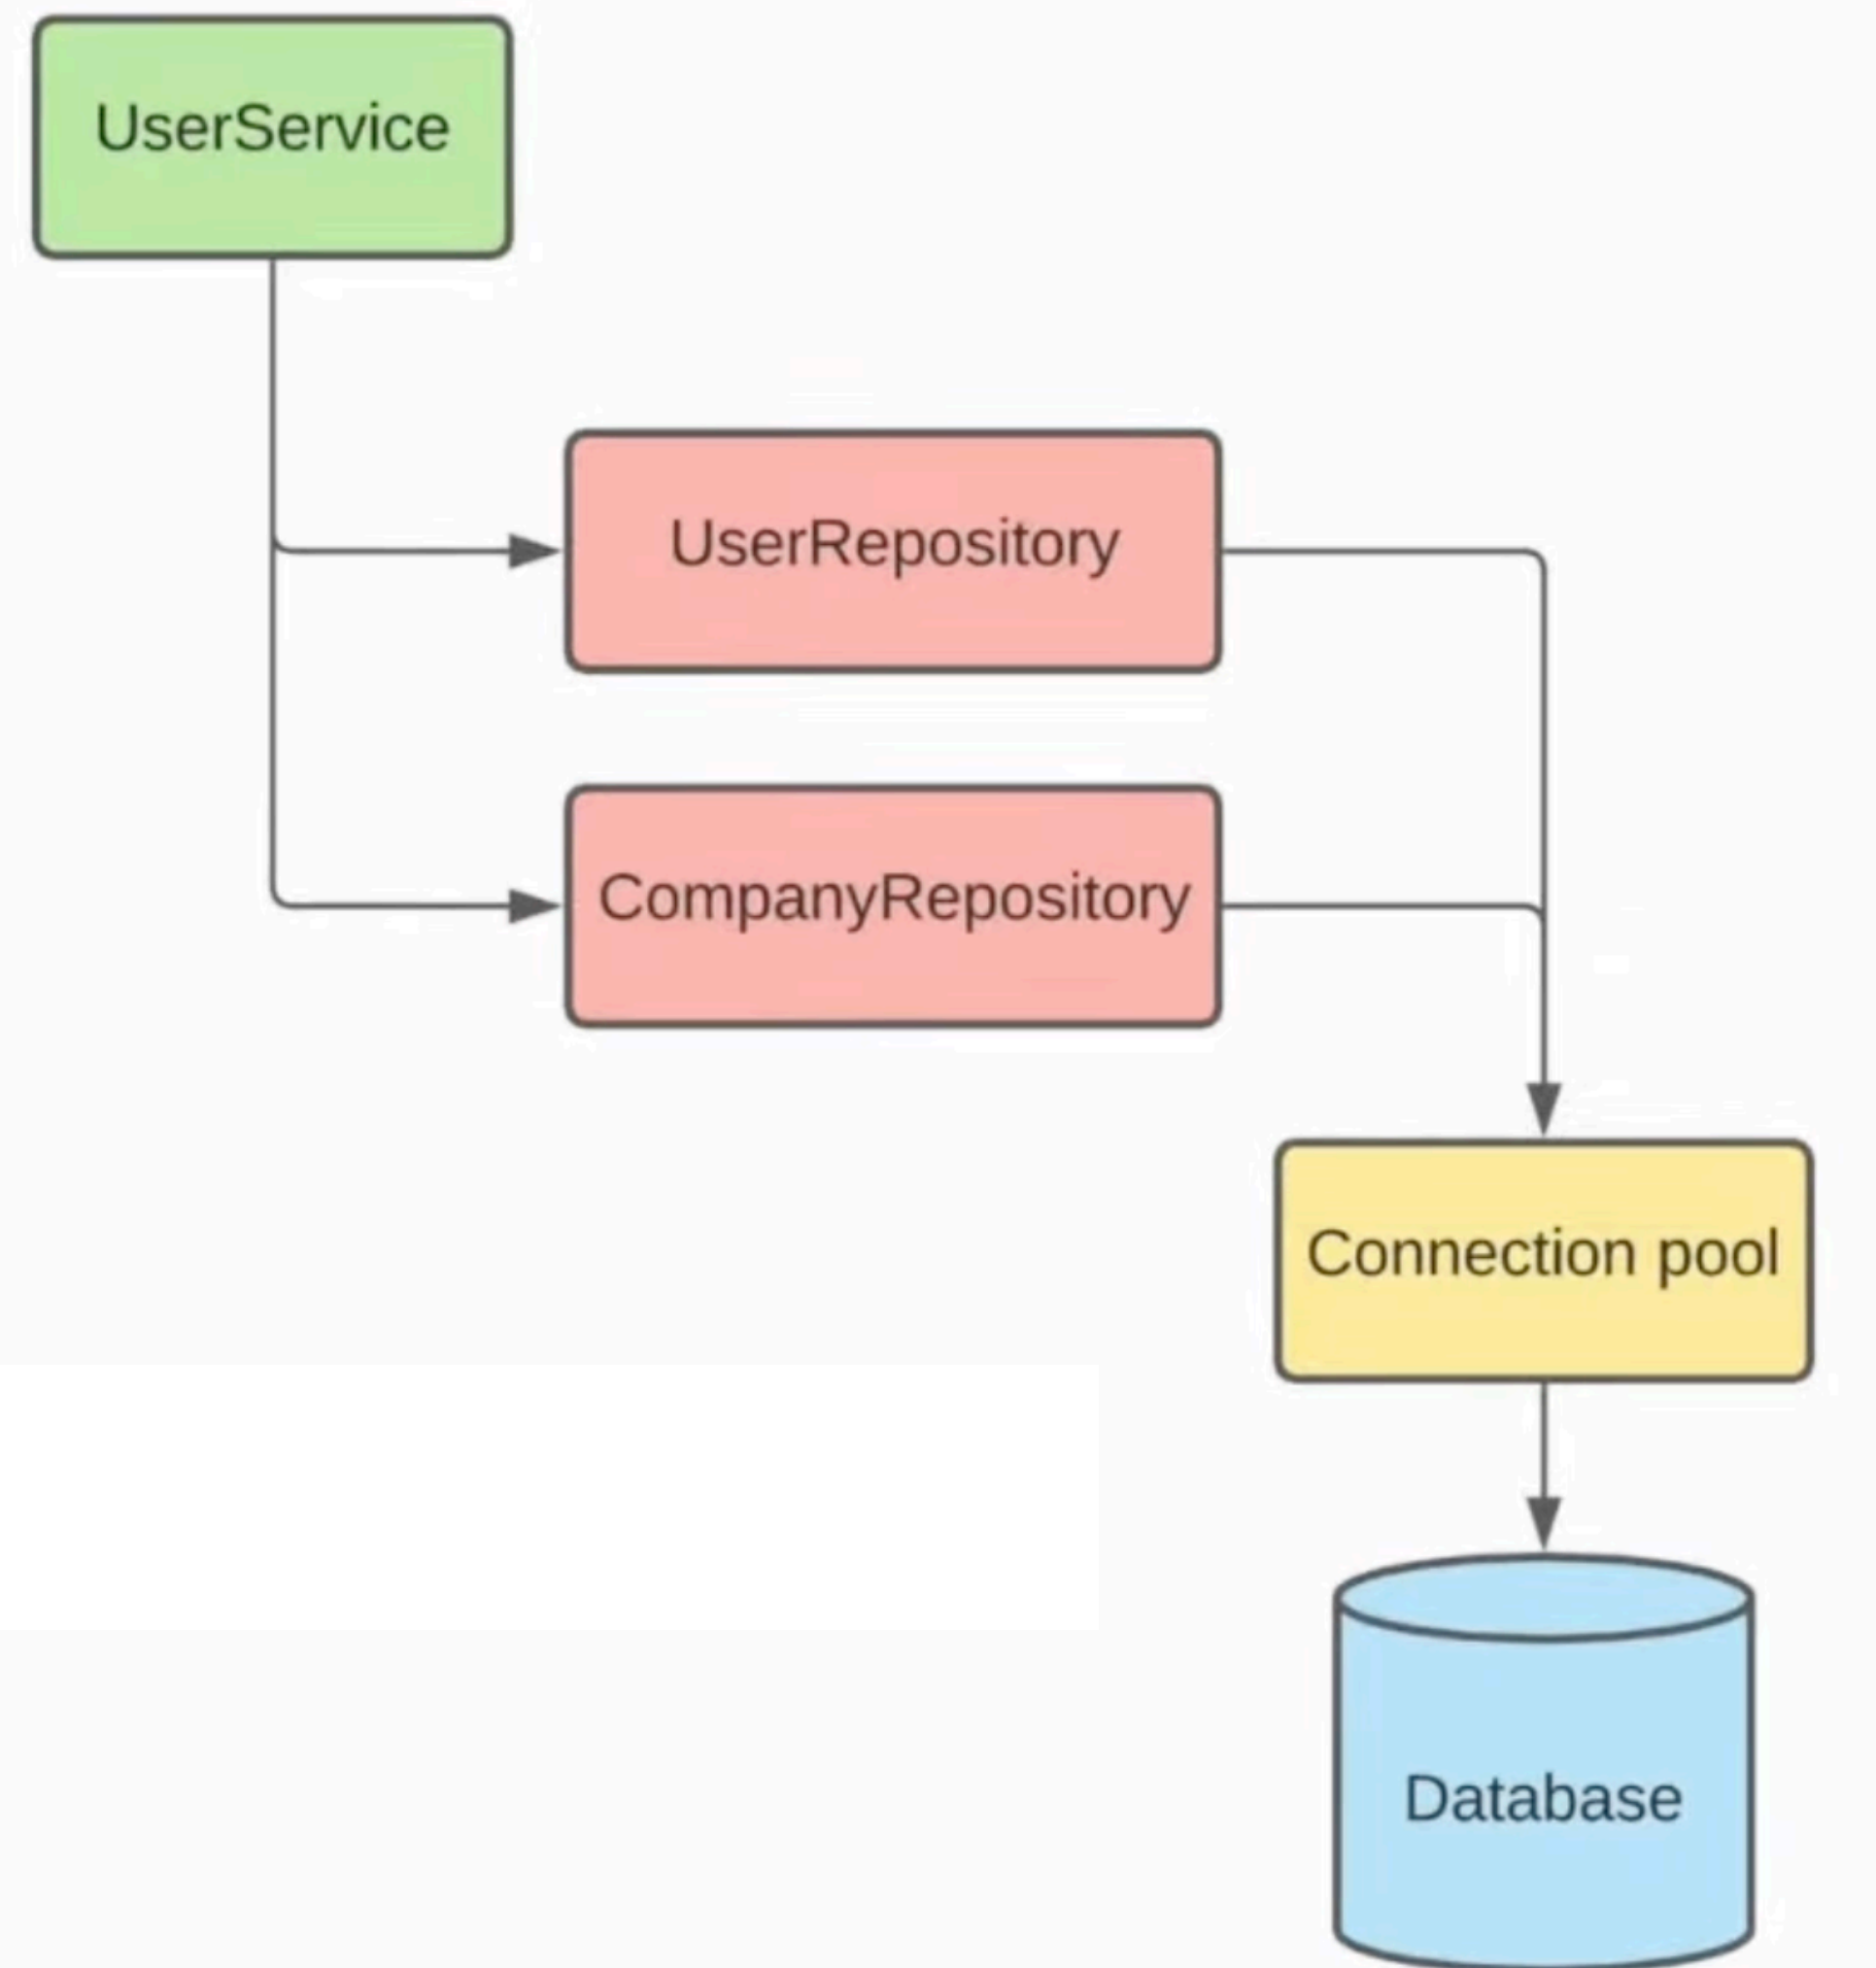 UserService
UserRepository
CompanyRepository
Connection pool
Database